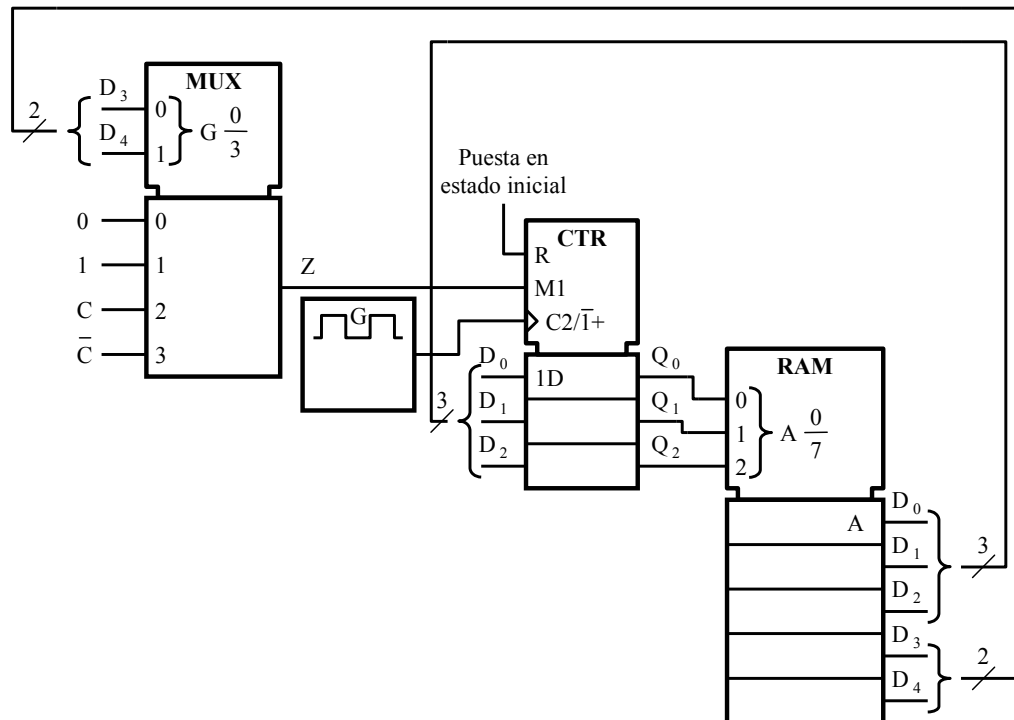 MUX
2
D3
0
D4
1
G 0/3
0
0
1
1
C
2
C̄
3
Z
Puesta en
estado inicial
CTR
R
M1
C2/1̄+
G
3
D0
1D
D1
D2
Q0
Q1
Q2
RAM
0
1
2
A 0/7
A
D0
D1
D2
3
D3
D4
2